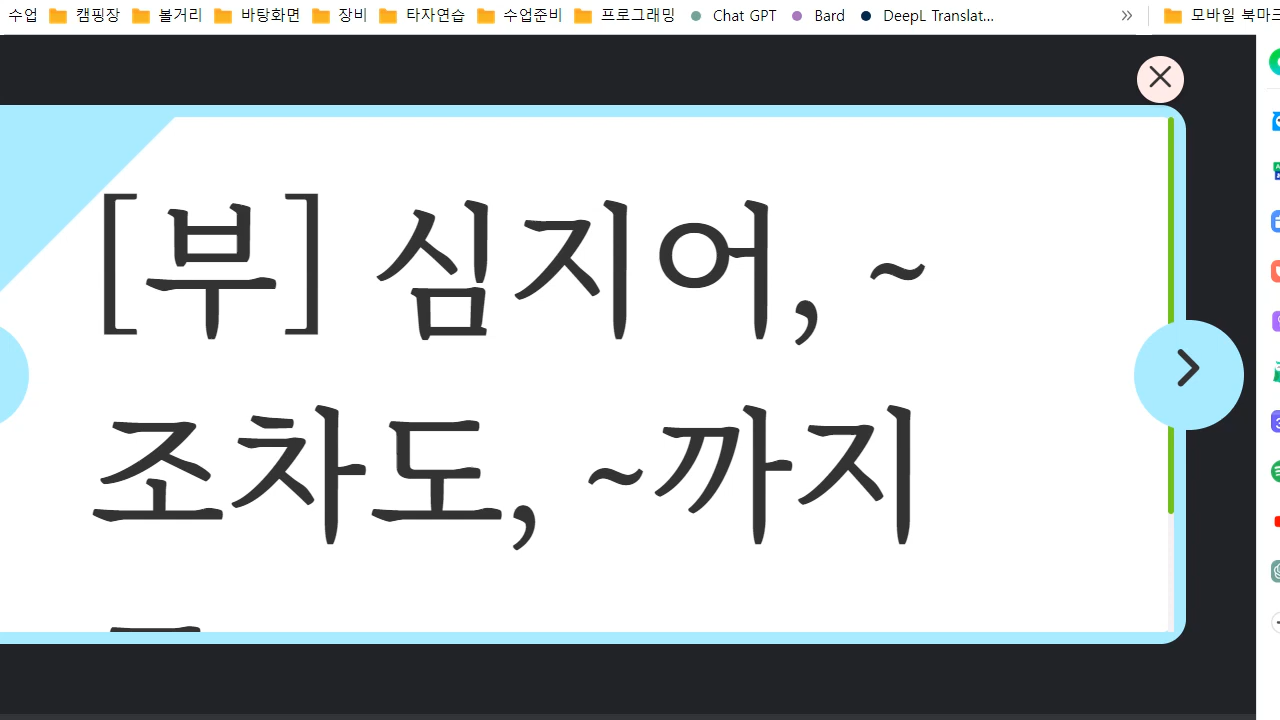 수업 캠핑장 볼거리 바탕화면 장비 타자연습 수업준비 프로그래밍 Chat GPT Bard DeepL Translat... » 모바일 북마크
[부] 심지어, ~
조차도, ~까지